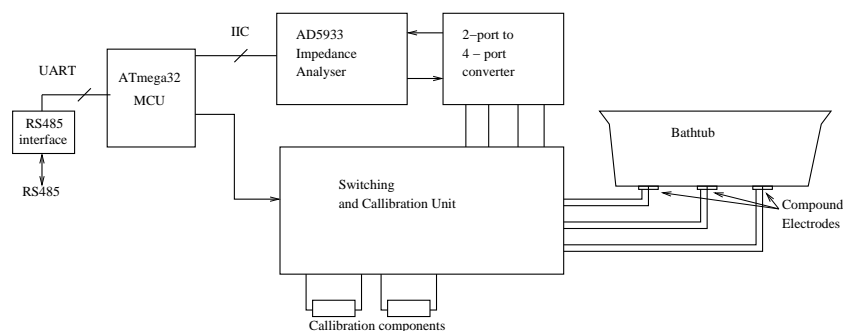 IIC
UART
ATmega32
MCU
AD5933
Impedance
Analyser
2−port to
4 − port
converter
RS485
interface
RS485
Bathtub
Switching
and Callibration Unit
Compound
Electrodes
Callibration components